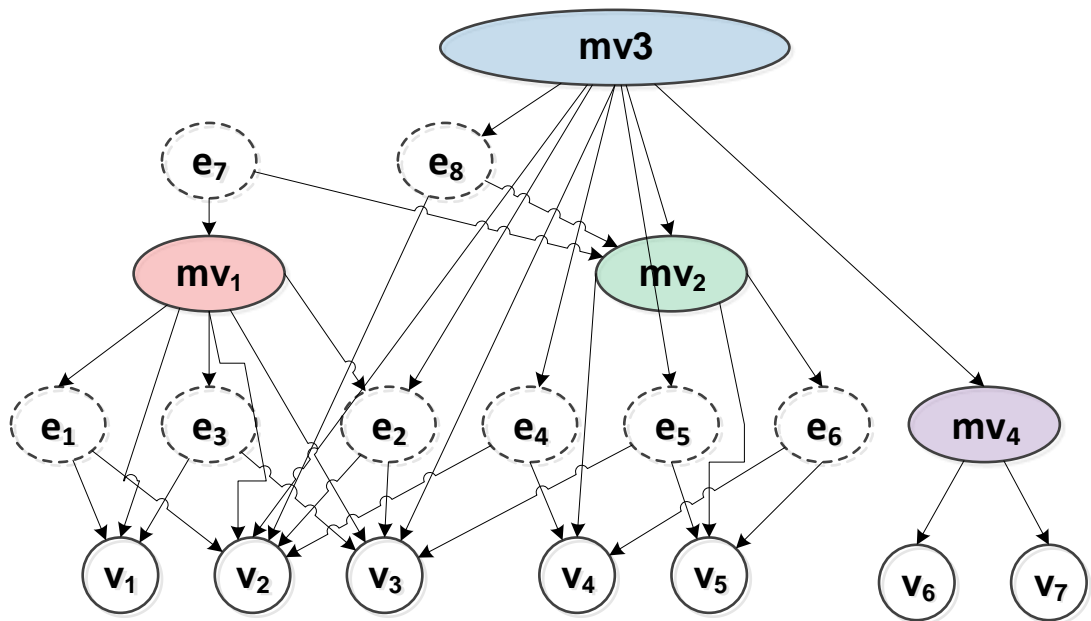 mv3
e₇
e₈
mv₁
mv₂
e₁
e₃
e₂
e₄
e₅
e₆
mv₄
v₁
v₂
v₃
v₄
v₅
v₆
v₇